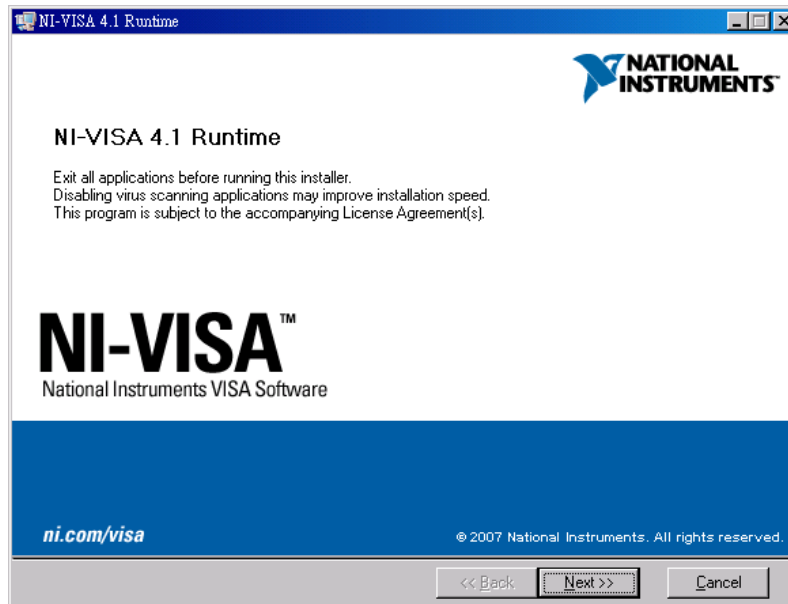 NI-VISA 4.1 Runtime
NATIONAL
INSTRUMENTS™
NI-VISA 4.1 Runtime
Exit all applications before running this installer.
Disabling virus scanning applications may improve installation speed.
This program is subject to the accompanying License Agreement(s).
NI-VISA™
National Instruments VISA Software
ni.com/visa
© 2007 National Instruments. All rights reserved.
<< Back
Next >>
Cancel